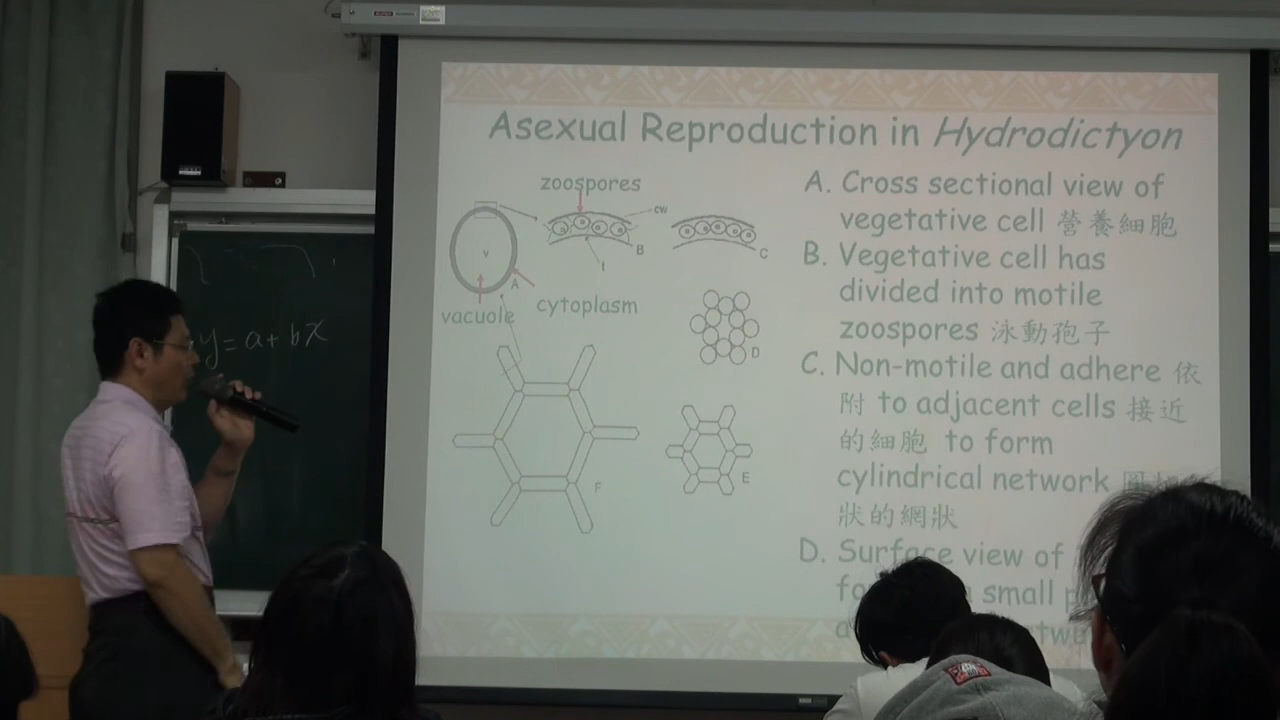 Asexual Reproduction in Hydrodictyon
zoospores
cw
B
C
V
A
vacuole
cytoplasm
D
E
F
A. Cross sectional view of
vegetative cell 營養細胞
B. Vegetative cell has
divided into motile
zoospores 泳動孢子
C. Non-motile and adhere 依
附 to adjacent cells 接近
的細胞 to form
cylindrical network
狀的網狀
D. Surface view of
small
y = a + bx